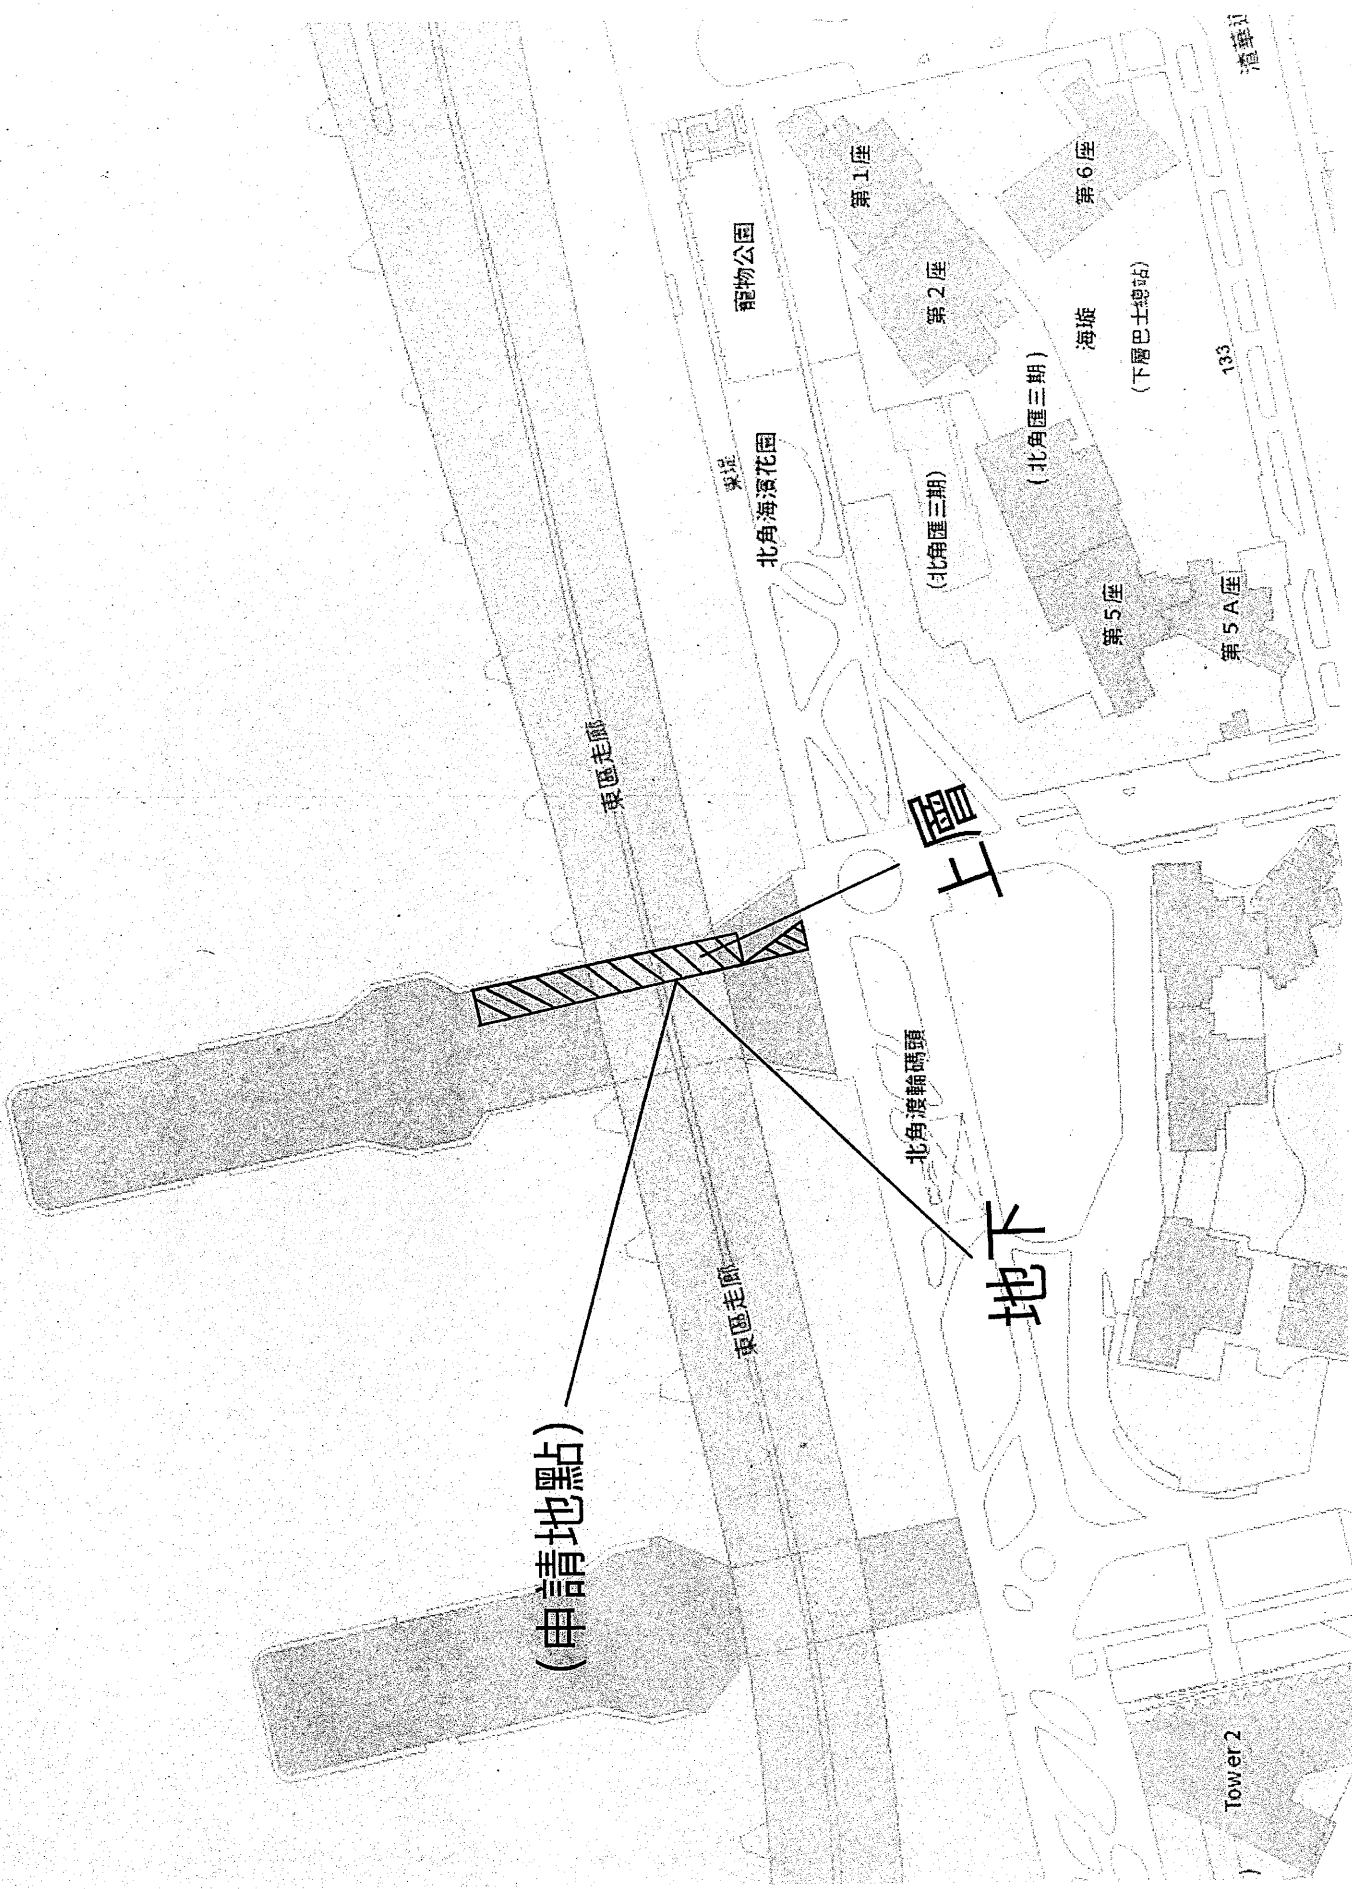 (申請地點)
東區走廊
東區走廊
地下
上層
北角渡輪碼頭
東堤
北角海濱花園
寵物公園
第1座
第2座
第6座
(北角匯三期)
(北角匯三期)
海璇
(下層巴士總站)
133
第5座
第5A座
Tower 2
)